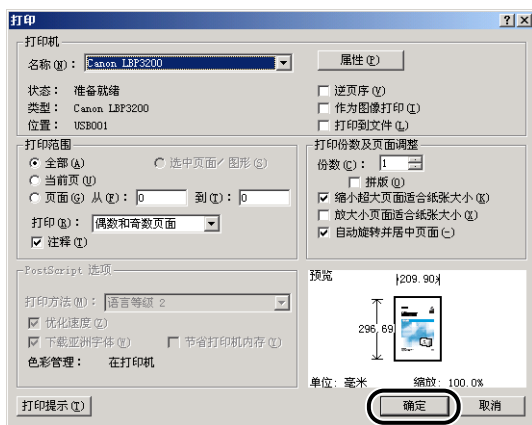 打印
打印机
名称(N): Canon LBP3200
属性(P)
状态: 准备就绪
逆页序(V)
类型: Canon LBP3200
作为图像打印(I)
位置: USB001
打印到文件(L)
打印范围
全部(A) 选中页面/图形(S)
当前页(U)
页面(G) 从(F): 0 到(T): 0
打印(R): 偶数和奇数页面
注释(T)
打印份数及页面调整
份数(C): 1
拼版(O)
缩小超大页面适合纸张大小(K)
放大小页面适合纸张大小(X)
自动旋转并居中页面(-)
PostScript 选项
打印方法(M): 语言等级 2
优化速度(Z)
下载亚洲字体(W) 节省打印机内存(Y)
色彩管理: 在打印机
预览
209.90
296.69
单位: 毫米 缩放: 100.0%
打印提示(T)
确定
取消